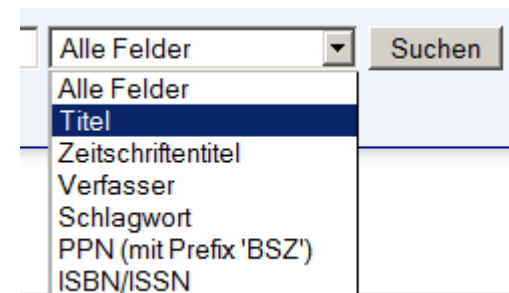 Alle Felder Suchen
Alle Felder
Titel
Zeitschriftentitel
Verfasser
Schlagwort
PPN (mit Prefix 'BSZ')
ISBN/ISSN